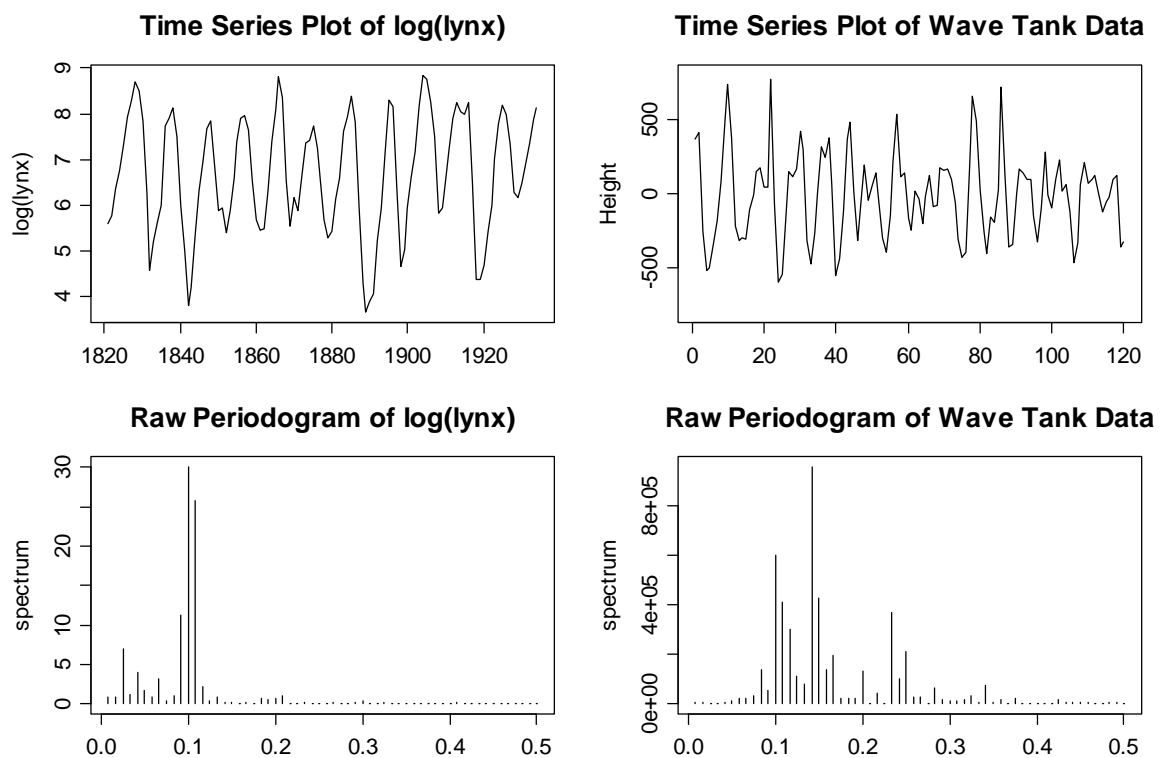 Time Series Plot of log(lynx)
log(lynx)
9
8
7
6
5
4
1820 1840 1860 1880 1900 1920
Time Series Plot of Wave Tank Data
Height
500
0
-500
0 20 40 60 80 100 120
Raw Periodogram of log(lynx)
spectrum
30
20
10
5
0
0.0 0.1 0.2 0.3 0.4 0.5
Raw Periodogram of Wave Tank Data
spectrum
8e+05
4e+05
0e+00
0.0 0.1 0.2 0.3 0.4 0.5